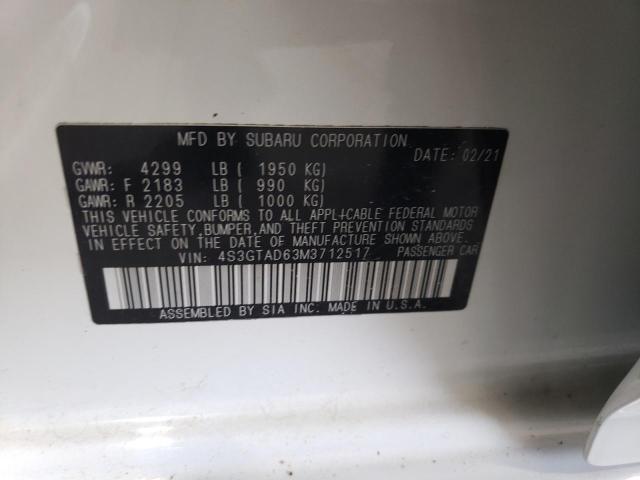 MFD BY SUBARU CORPORATION
DATE: 02/21
GVWR: 4299 LB ( 1950 KG)
GAWR: F 2183 LB ( 990 KG)
GAWR: R 2205 LB ( 1000 KG)
THIS VEHICLE CONFORMS TO ALL APPLICABLE FEDERAL MOTOR
VEHICLE SAFETY, BUMPER, AND THEFT PREVENTION STANDARDS
IN EFFECT ON THE DATE OF MANUFACTURE SHOWN ABOVE.
VIN: 4S3GTAD63M3712517 PASSENGER CAR
ASSEMBLED BY SIA INC. MADE IN U.S.A.